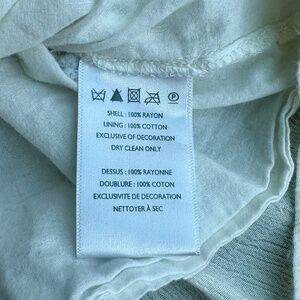 P
SHELL : 100% RAYON
LINING : 100% COTTON
EXCLUSIVE OF DECORATION
DRY CLEAN ONLY
DESSUS : 100% RAYONNE
DOUBLURE : 100% COTON
EXCLUSIVITE DE DECORATION
NETTOYER À SEC